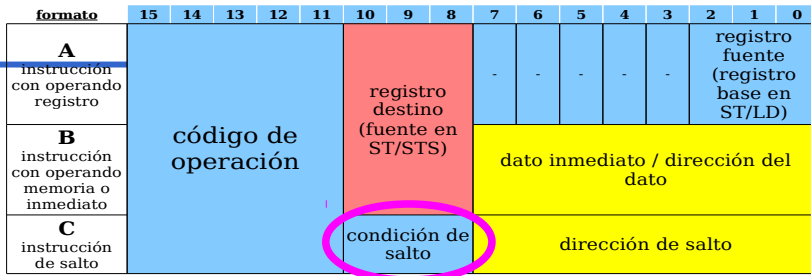 formato 15 14 13 12 11 10 9 8 7 6 5 4 3 2 1 0
A
instrucción
con operando
registro
código de
operación
registro
destino
(fuente en
ST/STS)
- - - - -
registro
fuente
(registro
base en
ST/LD)
B
instrucción
con operando
memoria o
inmediato
dato inmediato / dirección del
dato
C
instrucción
de salto
condición de
salto
dirección de salto